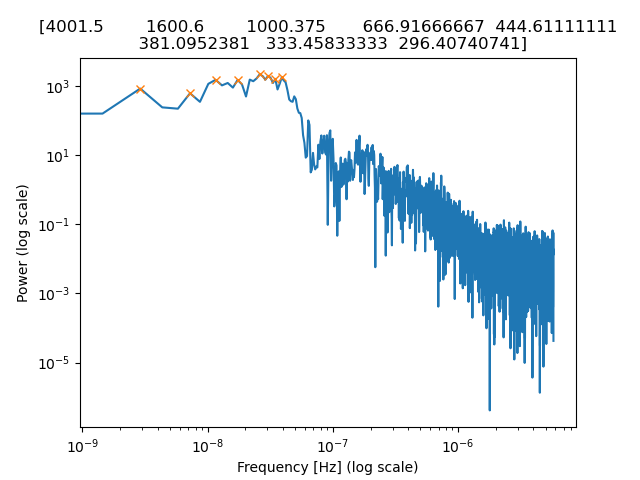 [4001.5 1600.6 1000.375 666.91666667 444.61111111
381.0952381 333.45833333 296.40740741]
10³
10¹
10⁻¹
10⁻³
10⁻⁵
Power (log scale)
10⁻⁹ 10⁻⁸ 10⁻⁷ 10⁻⁶
Frequency [Hz] (log scale)